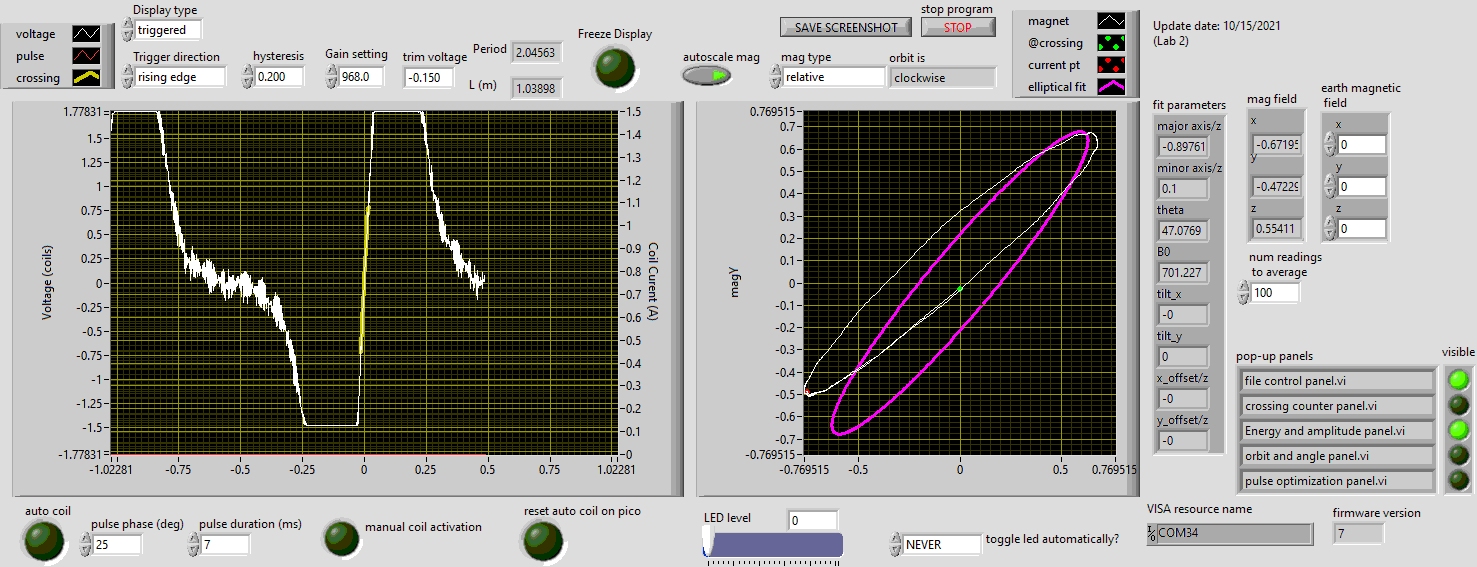 voltage
pulse
crossing
Display type
triggered
Trigger direction
rising edge
hysteresis
0.200
Gain setting
968.0
trim voltage
-0.150
Period
2.04563
L (m)
1.03898
Freeze Display
autoscale mag
SAVE SCREENSHOT
stop program
STOP
mag type
relative
orbit is
clockwise
magnet
@crossing
current pt
elliptical fit
Update date: 10/15/2021
(Lab 2)
Voltage (coils)
1.77831
1.5
1.25
1
0.75
0.5
0.25
0
-0.25
-0.5
-0.75
-1
-1.25
-1.5
-1.77831
-1.02281
-0.75
-0.5
-0.25
0
0.25
0.5
0.75
1.02281
1.5
1.4
1.3
1.2
1.1
1
0.9
0.8
0.7
0.6
0.5
0.4
0.3
0.2
0.1
0
Coil Curent (A)
magY
0.769515
0.7
0.6
0.5
0.4
0.3
0.2
0.1
0
-0.1
-0.2
-0.3
-0.4
-0.5
-0.6
-0.7
-0.769515
-0.769515
-0.5
0
0.5
0.769515
fit parameters
major axis/z
-0.89761
minor axis/z
0.1
theta
47.0769
B0
701.227
tilt_x
-0
tilt_y
0
x_offset/z
-0
y_offset/z
-0
mag field
x
-0.67195
y
-0.47229
z
0.55411
earth magnetic
field
x
0
y
0
z
0
num readings
to average
100
pop-up panels
visible
file control panel.vi
crossing counter panel.vi
Energy and amplitude panel.vi
orbit and angle panel.vi
pulse optimization panel.vi
auto coil
pulse phase (deg)
25
pulse duration (ms)
7
manual coil activation
reset auto coil on pico
LED level
0
NEVER
toggle led automatically?
VISA resource name
COM34
firmware version
7